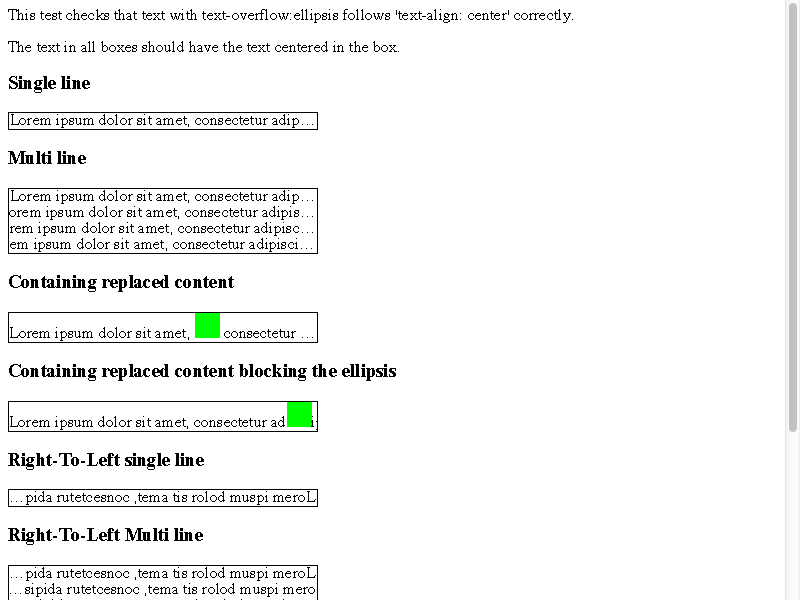 This test checks that text with text-overflow:ellipsis follows 'text-align: center' correctly.
The text in all boxes should have the text centered in the box.
Single line
Lorem ipsum dolor sit amet, consectetur adip…
Multi line
Lorem ipsum dolor sit amet, consectetur adip…
orem ipsum dolor sit amet, consectetur adipis…
rem ipsum dolor sit amet, consectetur adipisc…
em ipsum dolor sit amet, consectetur adipisci…
Containing replaced content
Lorem ipsum dolor sit amet, consectetur …
Containing replaced content blocking the ellipsis
Lorem ipsum dolor sit amet, consectetur ad i
Right-To-Left single line
…pida rutetcesnoc ,tema tis rolod muspi meroL
Right-To-Left Multi line
…pida rutetcesnoc ,tema tis rolod muspi meroL
…sipida rutetcesnoc ,tema tis rolod muspi mero